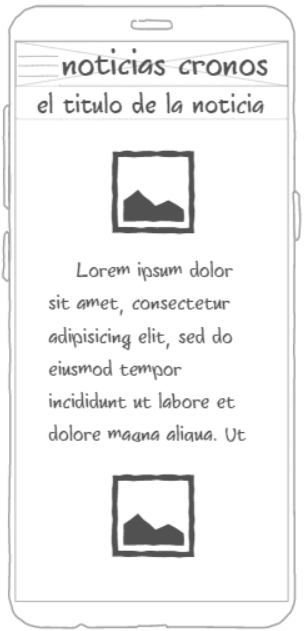 noticias cronos
el titulo de la noticia
Lorem ipsum dolor
sit amet, consectetur
adipisicing elit, sed do
eiusmod tempor
incididunt ut labore et
dolore magna aliqua. Ut